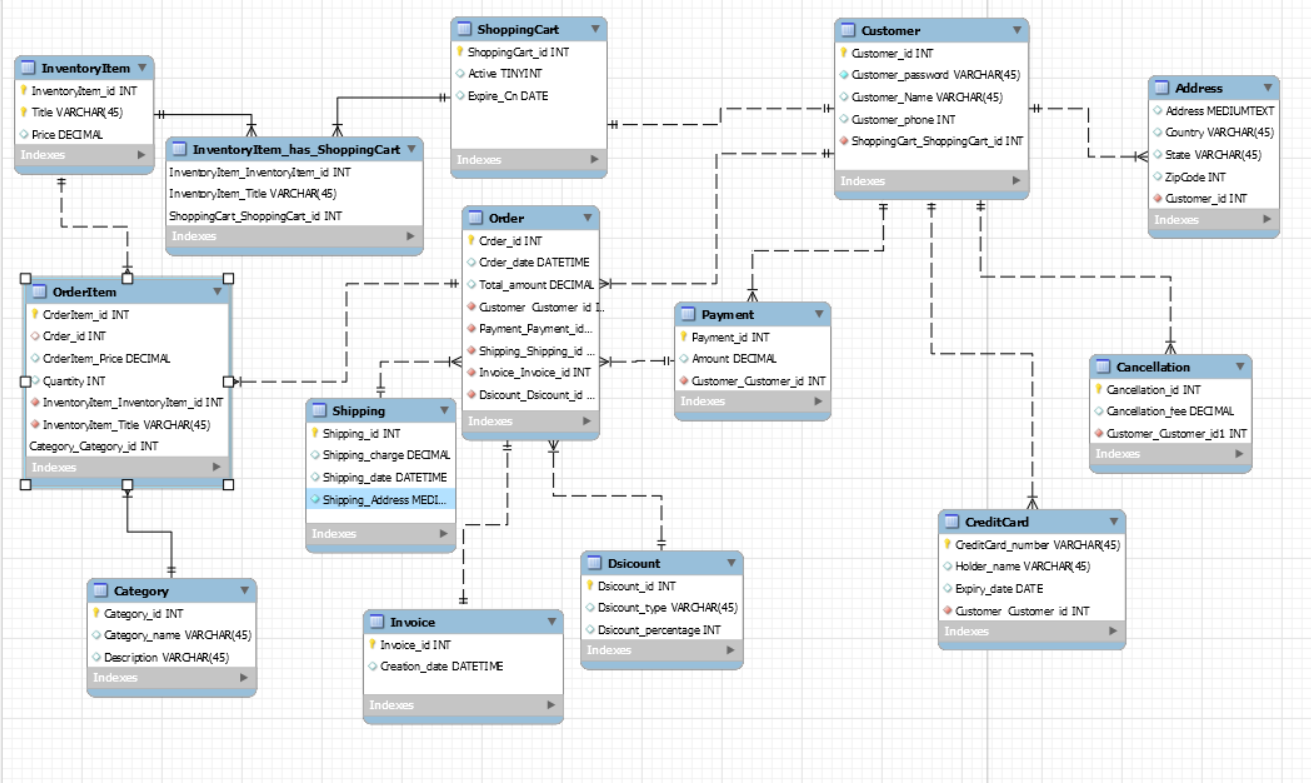 ShoppingCart
ShoppingCart_id INT
Active TINYINT
Expire_Cn DATE
Indexes
Customer
Customer_id INT
Customer_password VARCHAR(45)
Customer_Name VARCHAR(45)
Customer_phone INT
ShoppingCart_ShoppingCart_id INT
Indexes
InventoryItem
InventoryItem_id INT
Title VARCHAR(45)
Price DECIMAL
Indexes
Address
Address MEDIUMTEXT
Country VARCHAR(45)
State VARCHAR(45)
ZipCode INT
Customer_id INT
Indexes
InventoryItem_has_ShoppingCart
InventoryItem_InventoryItem_id INT
InventoryItem_Title VARCHAR(45)
ShoppingCart_ShoppingCart_id INT
Indexes
Order
Order_id INT
Order_date DATETIME
Total_amount DECIMAL
Customer_Customer_id I..
Payment_Payment_id...
Shipping_Shipping_id ...
Invoice_Invoice_id INT
Dsicount_Dsicount_id ...
Indexes
OrderItem
OrderItem_id INT
Order_id INT
OrderItem_Price DECIMAL
Quantity INT
InventoryItem_InventoryItem_id INT
InventoryItem_Title VARCHAR(45)
Category_Category_id INT
Indexes
Payment
Payment_id INT
Amount DECIMAL
Customer_Customer_id INT
Indexes
Cancellation
Cancellation_id INT
Cancellation_fee DECIMAL
Customer_Customer_id1 INT
Indexes
Shipping
Shipping_id INT
Shipping_charge DECIMAL
Shipping_date DATETIME
Shipping_Address MEDI...
Indexes
CreditCard
CreditCard_number VARCHAR(45)
Holder_name VARCHAR(45)
Expiry_date DATE
Customer_Customer_id INT
Indexes
Dsicount
Dsicount_id INT
Dsicount_type VARCHAR(45)
Dsicount_percentage INT
Indexes
Category
Category_id INT
Category_name VARCHAR(45)
Description VARCHAR(45)
Indexes
Invoice
Invoice_id INT
Creation_date DATETIME
Indexes